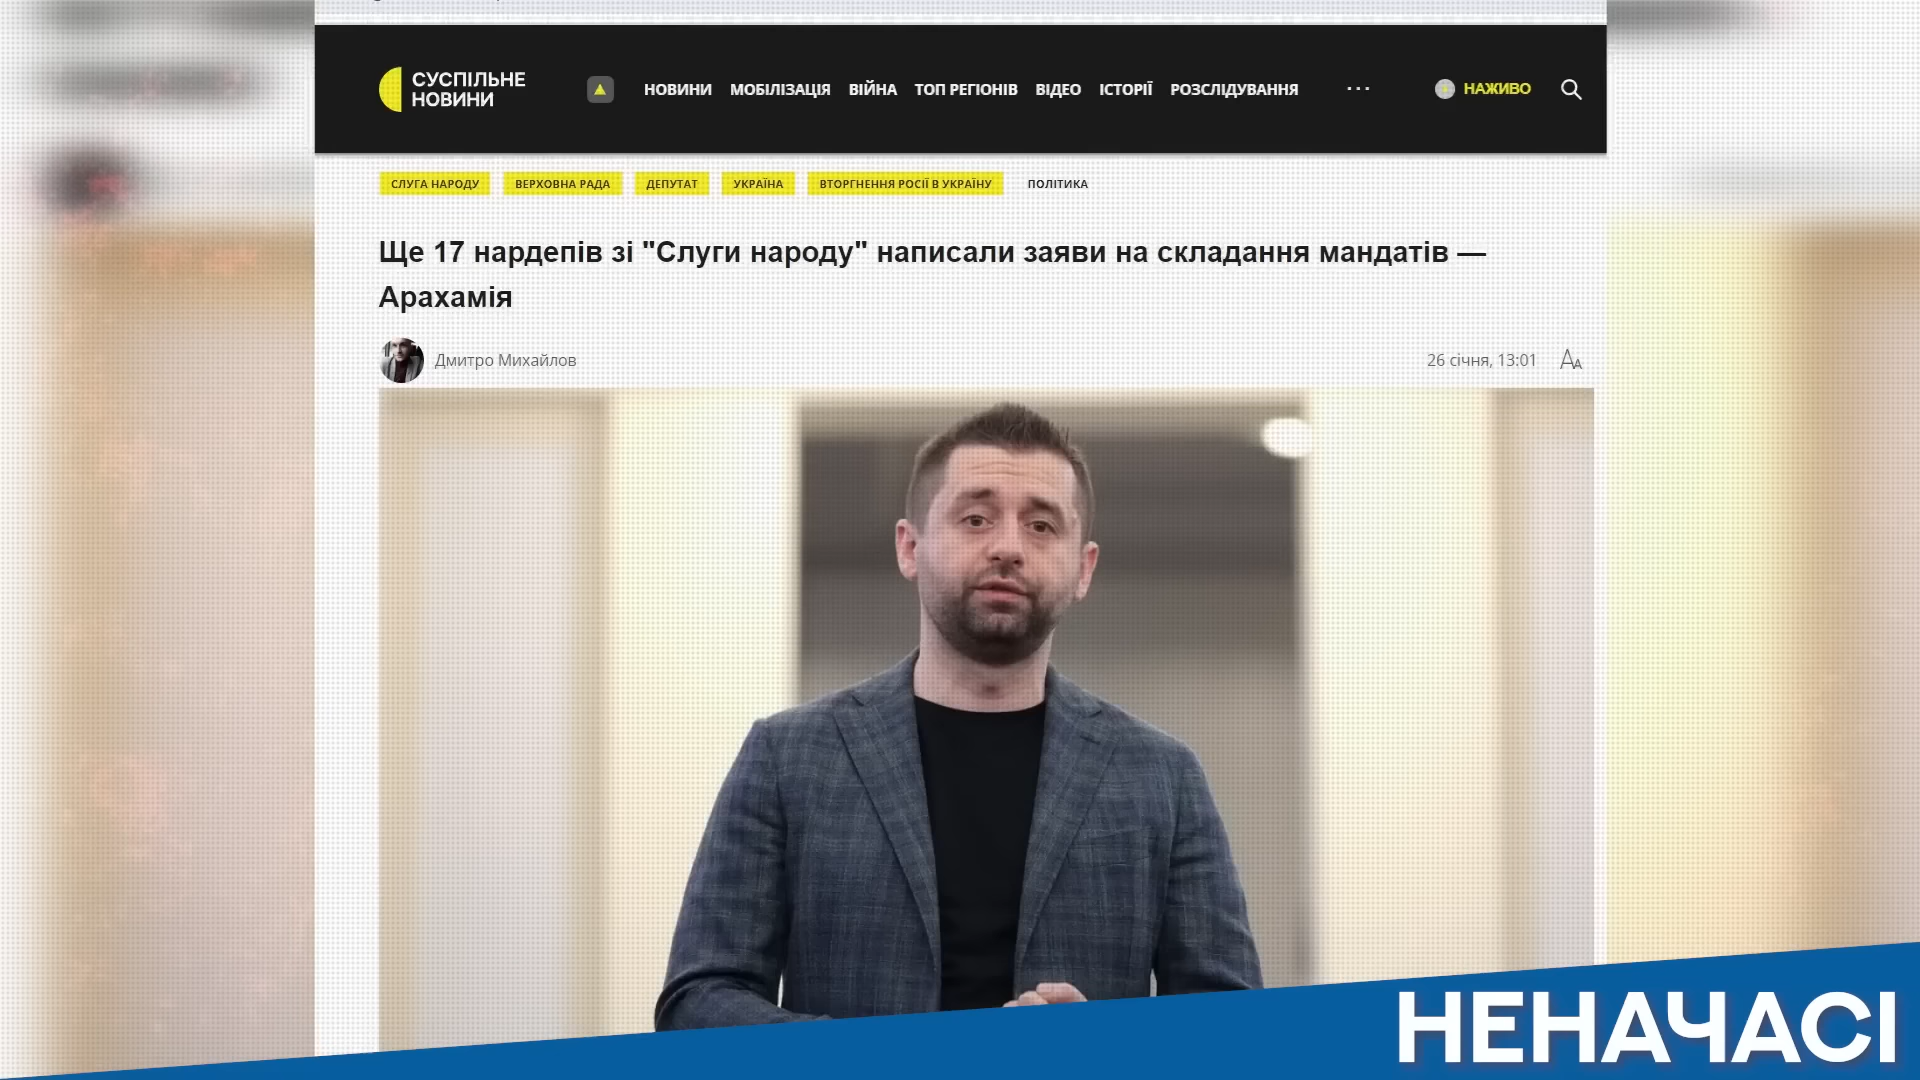 СУСПІЛЬНЕ
НОВИНИ
НОВИНИ МОБІЛІЗАЦІЯ ВІЙНА ТОП РЕГІОНІВ ВІДЕО ІСТОРІЇ РОЗСЛІДУВАННЯ ... НАЖИВО
СЛУГА НАРОДУ ВЕРХОВНА РАДА ДЕПУТАТ УКРАЇНА ВТОРГНЕННЯ РОСІЇ В УКРАЇНУ ПОЛІТИКА
Ще 17 нардепів зі "Слуги народу" написали заяви на складання мандатів —
Арахамія
Дмитро Михайлов 26 січня, 13:01
НЕНАЧАСІ